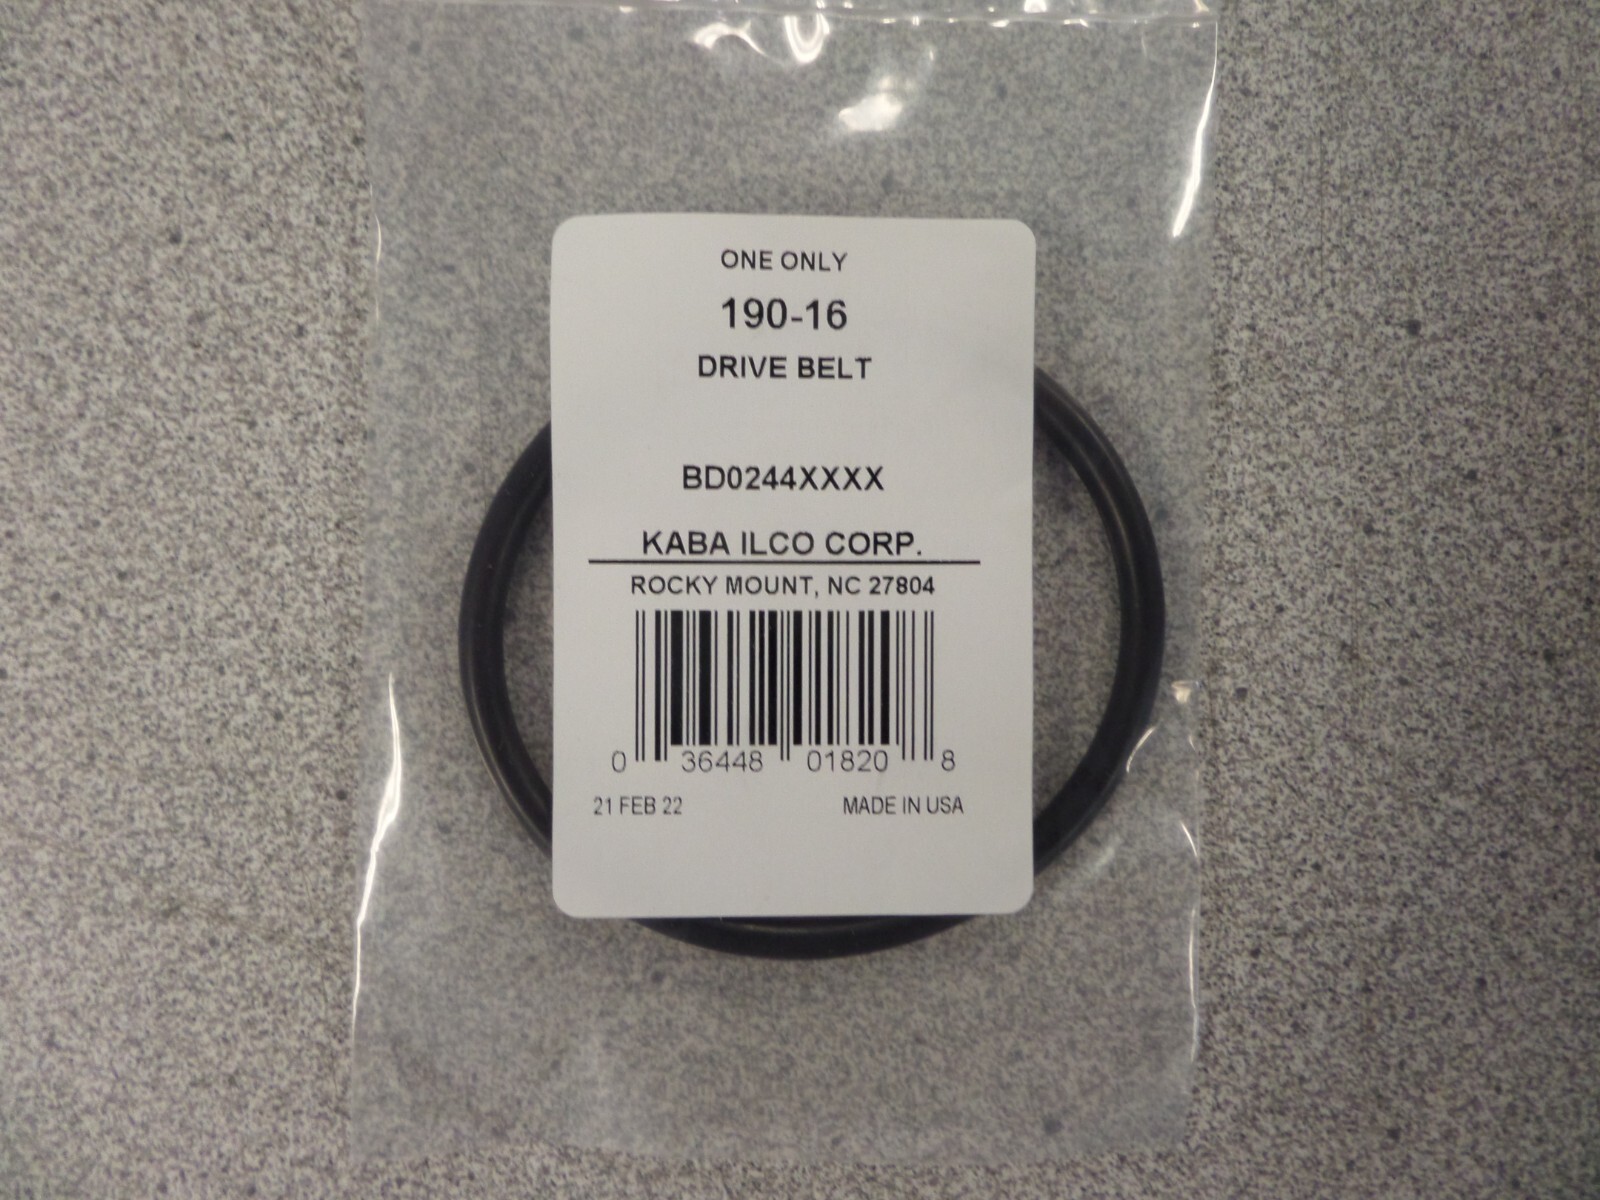 ONE ONLY
190-16
DRIVE BELT
BD0244XXXX
KABA ILCO CORP.
ROCKY MOUNT, NC 27804
0 36448 01820 8
21 FEB 22 MADE IN USA